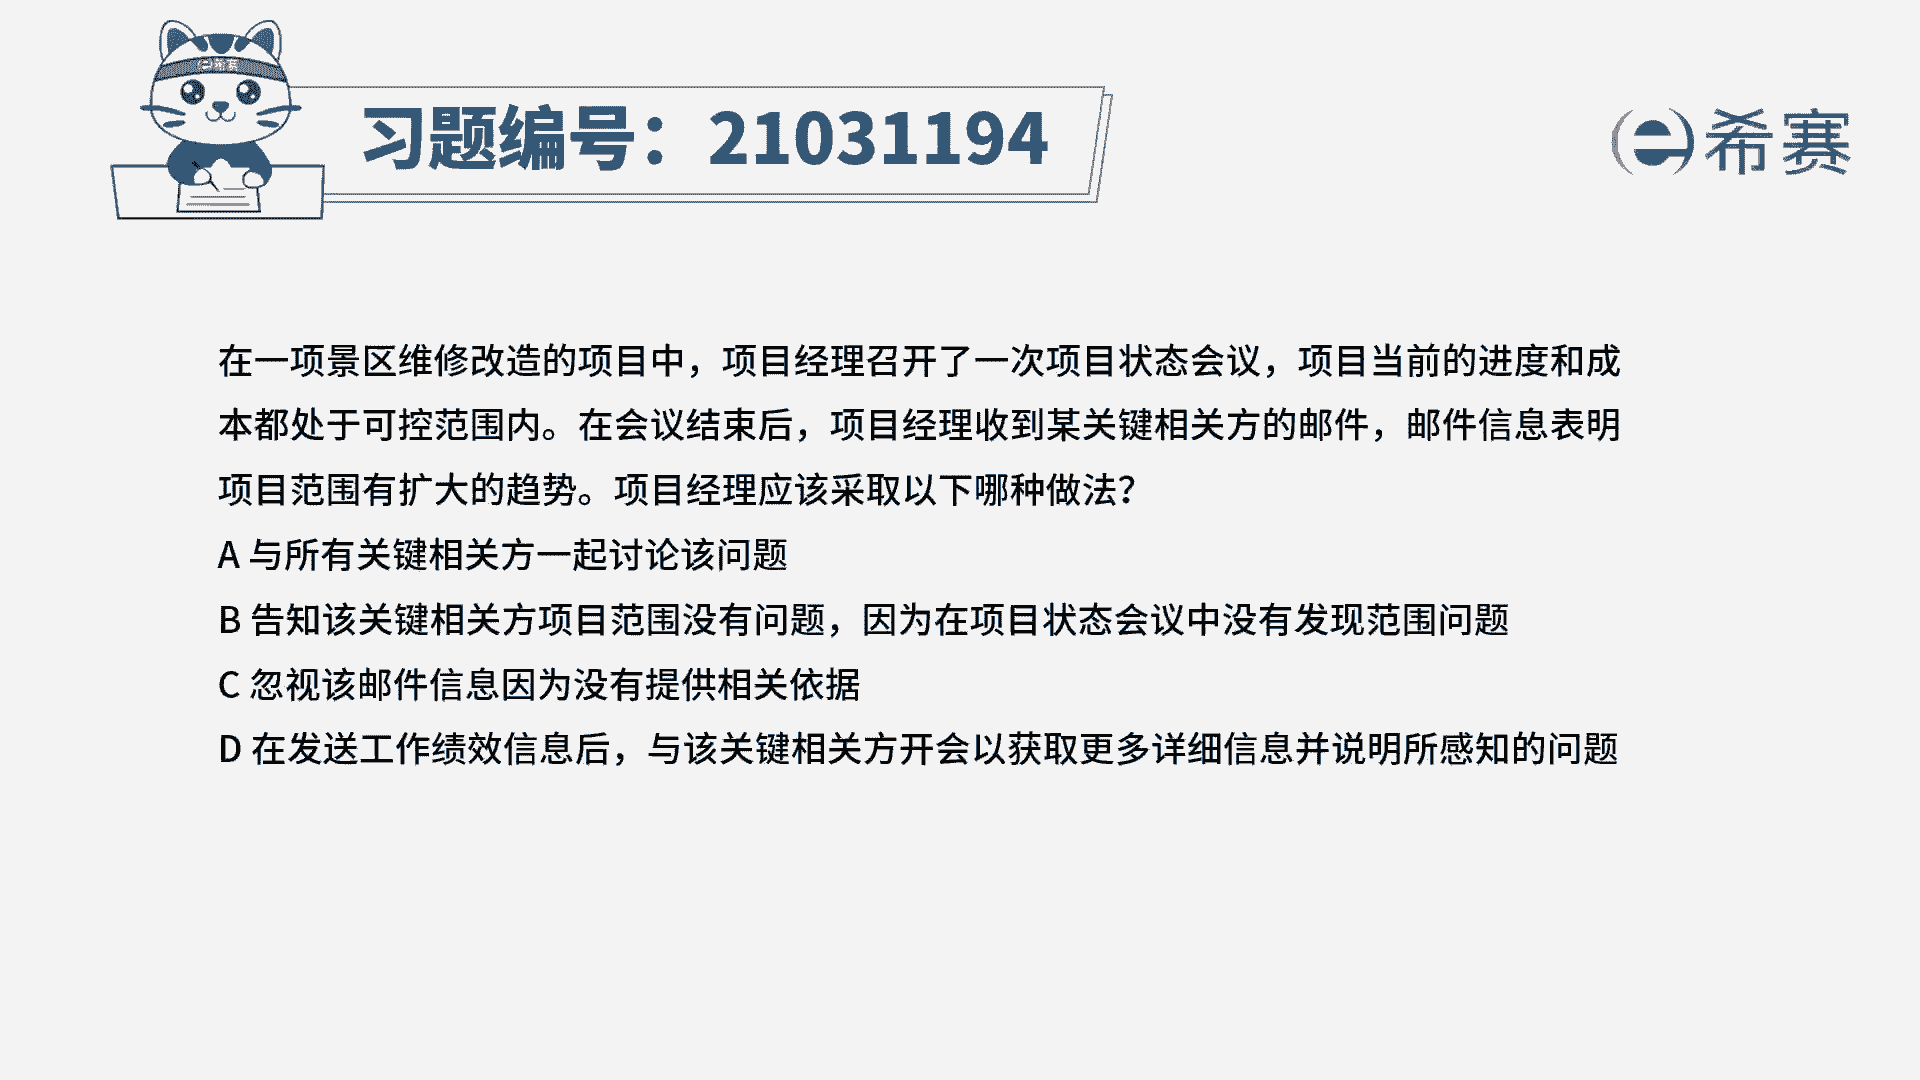 希赛
习题编号：21031194
希赛
在一项景区维修改造的项目中，项目经理召开了一次项目状态会议，项目当前的进度和成
本都处于可控范围内。在会议结束后，项目经理收到某关键相关方的邮件，邮件信息表明
项目范围有扩大的趋势。项目经理应该采取以下哪种做法？
A 与所有关键相关方一起讨论该问题
B 告知该关键相关方项目范围没有问题，因为在项目状态会议中没有发现范围问题
C 忽视该邮件信息因为没有提供相关依据
D 在发送工作绩效信息后，与该关键相关方开会以获取更多详细信息并说明所感知的问题